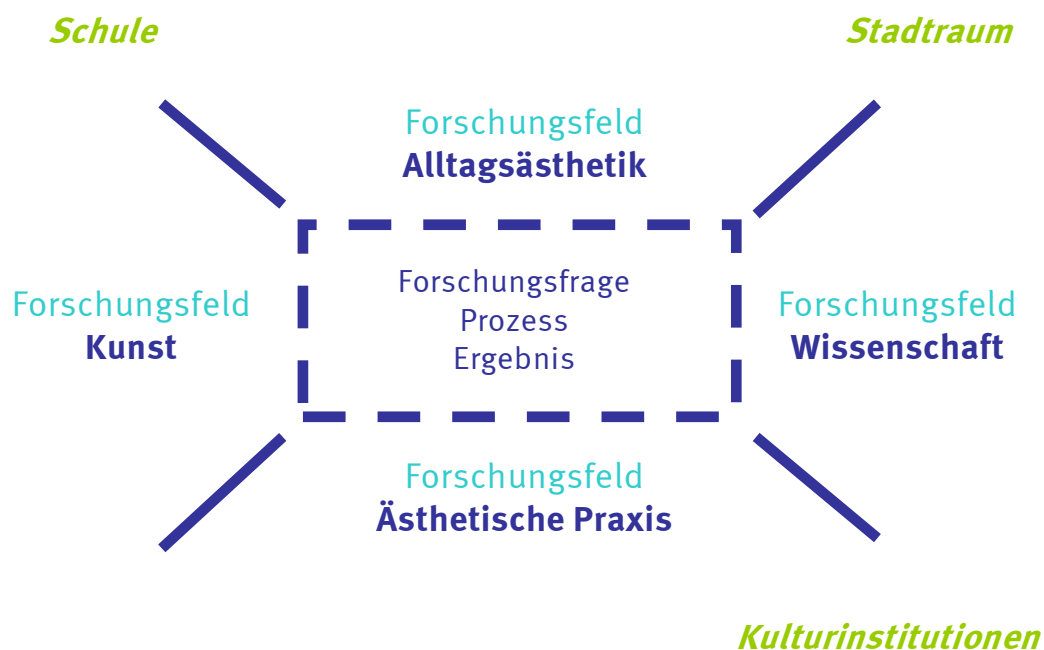 Schule
Stadtraum
Forschungsfeld
Alltagsästhetik
Forschungsfrage
Prozess
Ergebnis
Forschungsfeld
Kunst
Forschungsfeld
Wissenschaft
Forschungsfeld
Ästhetische Praxis
Kulturinstitutionen